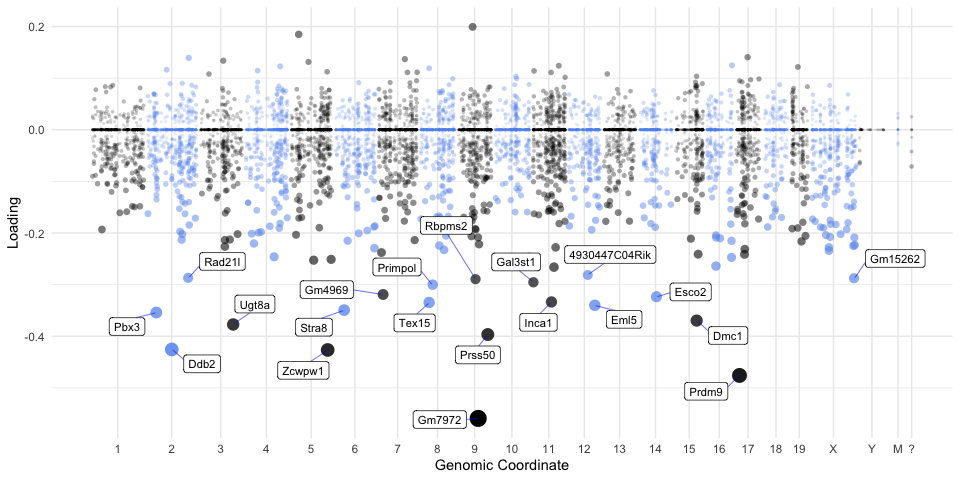 0.2
0.0
-0.2
-0.4
Loading
Rbpms2
Rad21l
Primpol
Gal3st1
4930447C04Rik
Gm15262
Gm4969
Esco2
Ugt8a
Pbx3
Stra8
Tex15
Inca1
Eml5
Dmc1
Ddb2
Zcwpw1
Prss50
Prdm9
Gm7972
1 2 3 4 5 6 7 8 9 10 11 12 13 14 15 16 17 18 19 X Y M ?
Genomic Coordinate